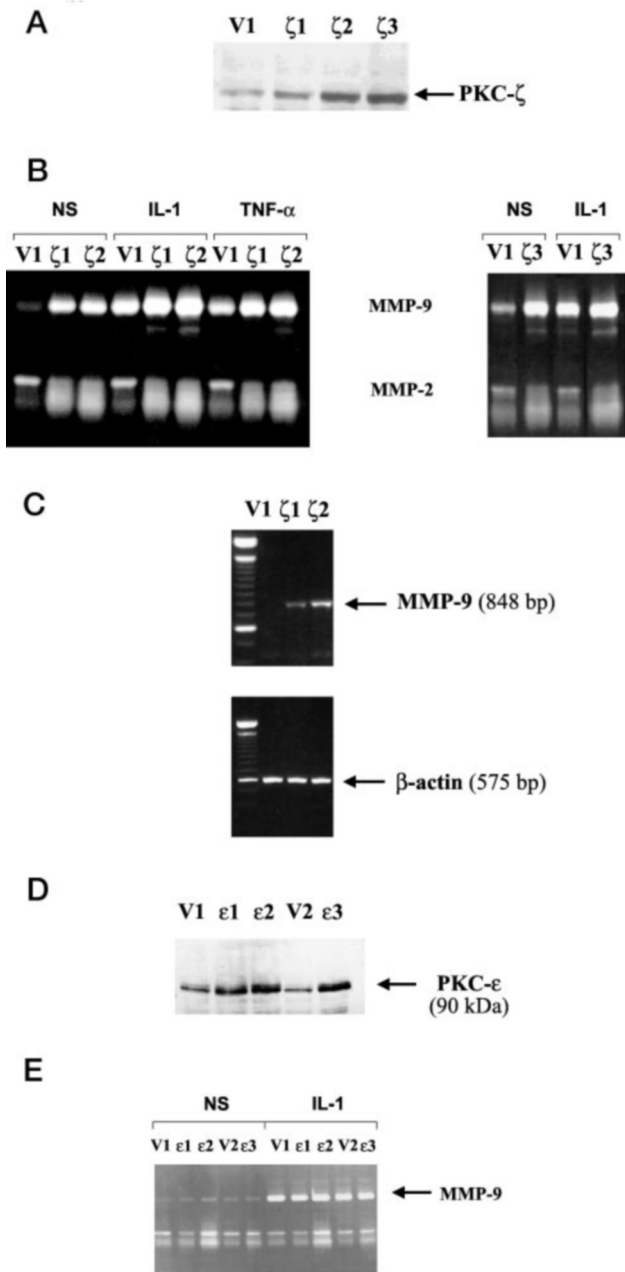 A
V1 ζ1 ζ2 ζ3
PKC-ζ
B
NS IL-1 TNF-α
V1 ζ1 ζ2 V1 ζ1 ζ2 V1 ζ1 ζ2
NS IL-1
V1 ζ3 V1 ζ3
MMP-9
MMP-2
C
V1 ζ1 ζ2
MMP-9 (848 bp)
β-actin (575 bp)
D
V1 ε1 ε2 V2 ε3
PKC-ε
(90 kDa)
E
NS IL-1
V1 ε1 ε2 V2 ε3 V1 ε1 ε2 V2 ε3
MMP-9